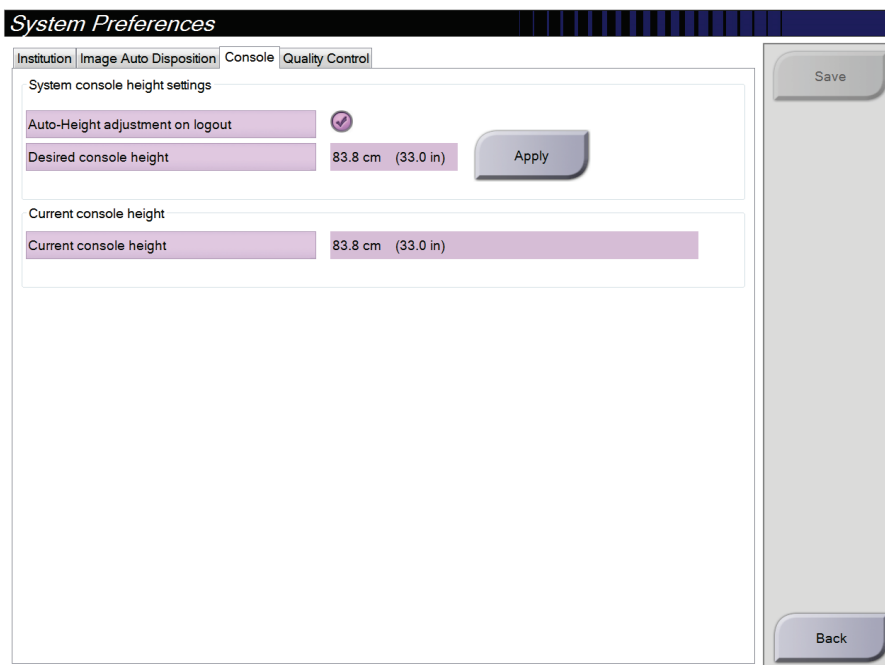 System Preferences
Institution Image Auto Disposition Console Quality Control
Save
System console height settings
Auto-Height adjustment on logout
Desired console height 83.8 cm (33.0 in) Apply
Current console height
Current console height 83.8 cm (33.0 in)
Back